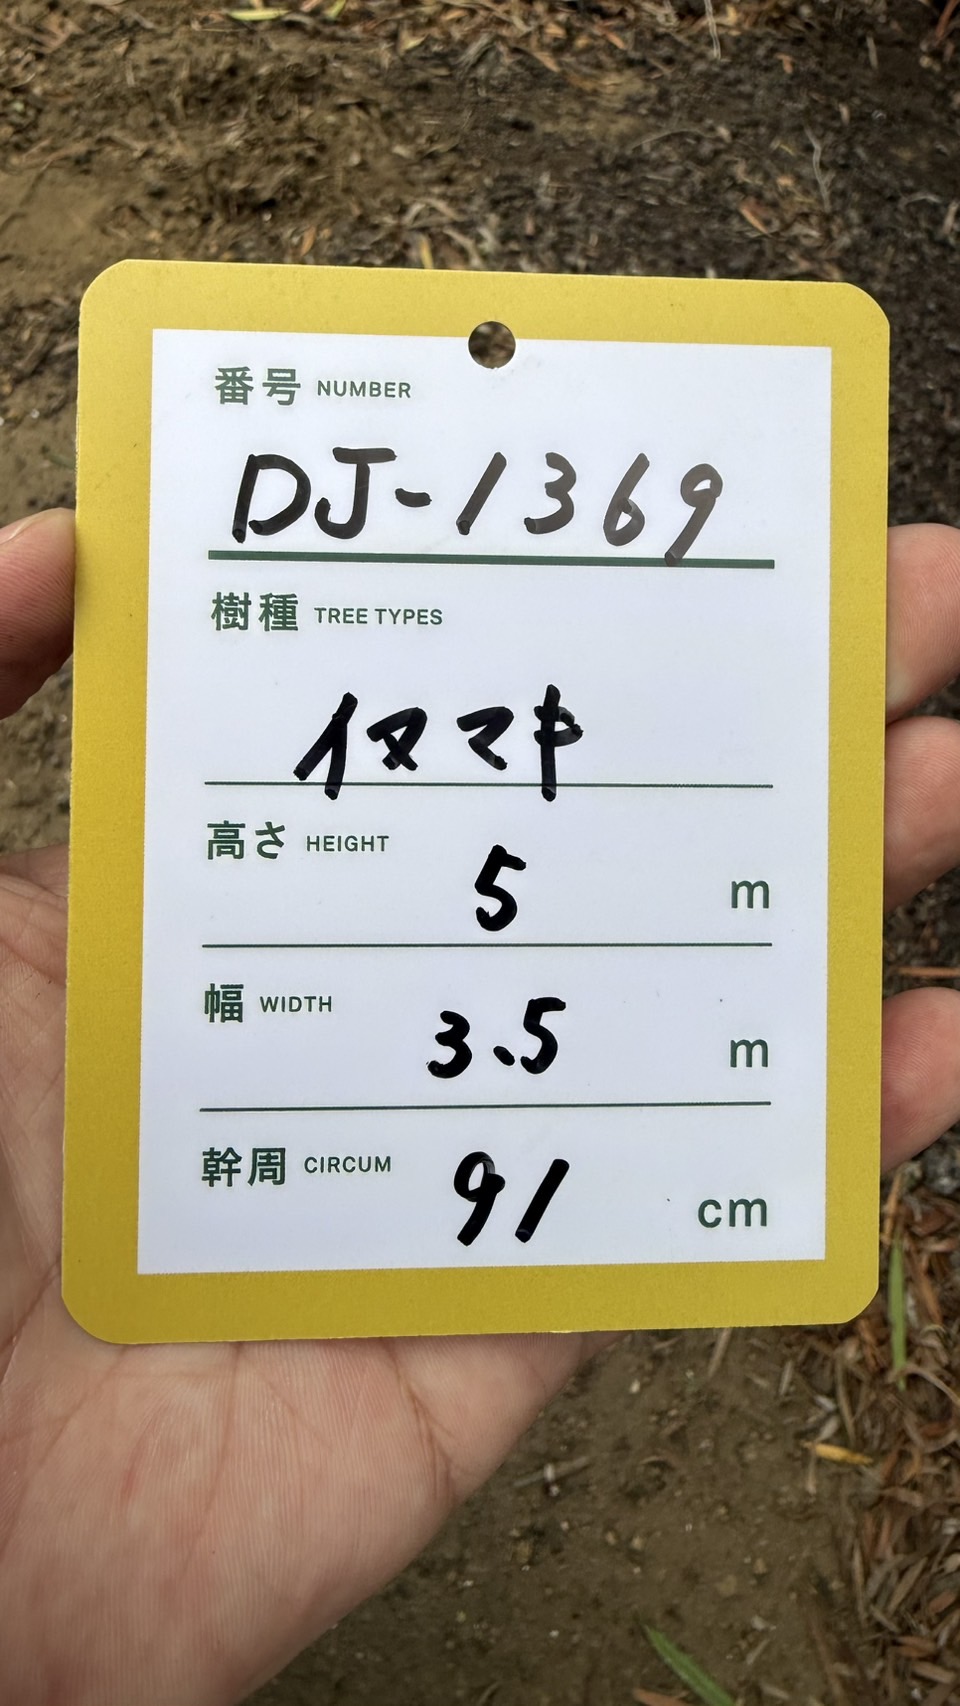 番号 NUMBER
DJ-1369
樹種 TREE TYPES
イヌマキ
高さ HEIGHT 5 m
幅 WIDTH 3.5 m
幹周 CIRCUM 91 cm